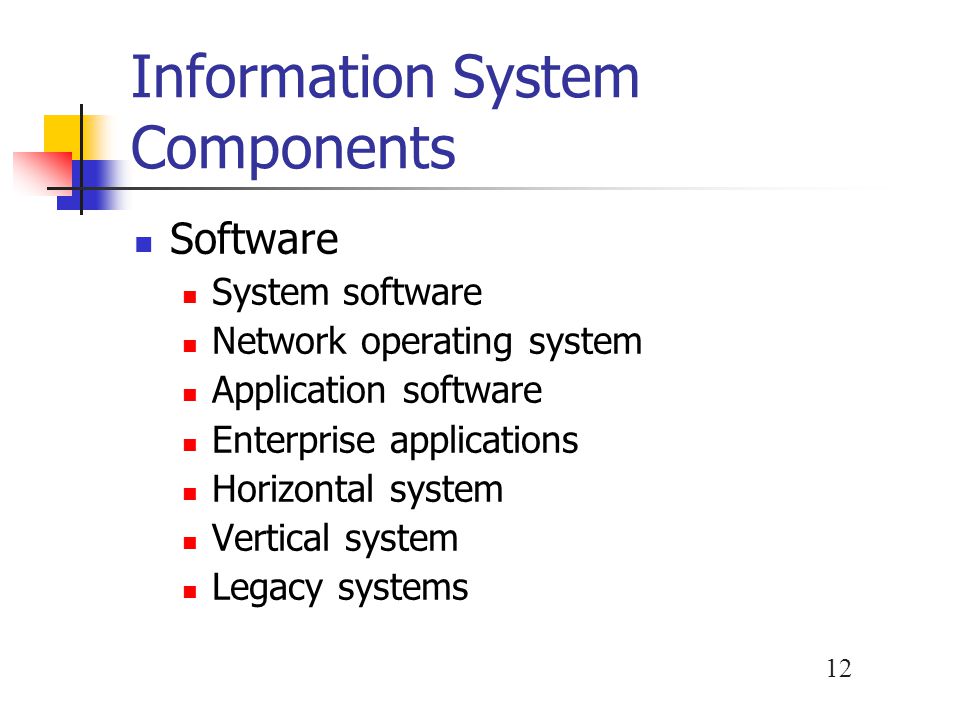 Information System
Components
Software
System software
Network operating system
Application software
Enterprise applications
Horizontal system
Vertical system
Legacy systems
12